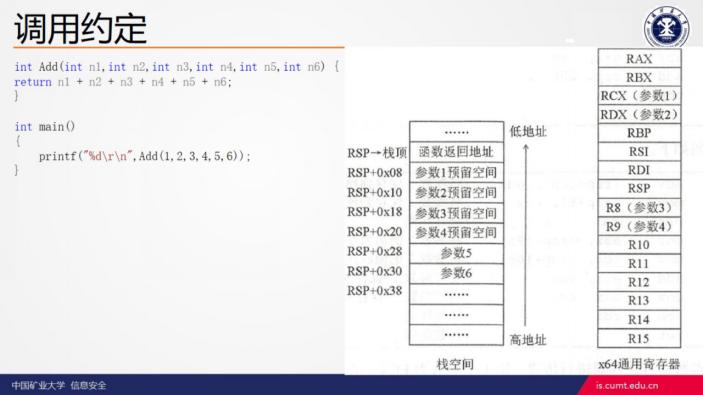 调用约定
int Add(int n1,int n2,int n3,int n4,int n5,int n6) {
return n1 + n2 + n3 + n4 + n5 + n6;
}
int main()
{
printf("%d\r\n",Add(1,2,3,4,5,6));
}
…… 低地址
RSP→栈顶 函数返回地址
RSP+0x08 参数1预留空间
RSP+0x10 参数2预留空间
RSP+0x18 参数3预留空间
RSP+0x20 参数4预留空间
RSP+0x28 参数5
RSP+0x30 参数6
RSP+0x38 ……
……
…… 高地址
栈空间
RAX
RBX
RCX（参数1）
RDX（参数2）
RBP
RSI
RDI
RSP
R8（参数3）
R9（参数4）
R10
R11
R12
R13
R14
R15
x64通用寄存器
中国矿业大学 信息安全
is.cumt.edu.cn